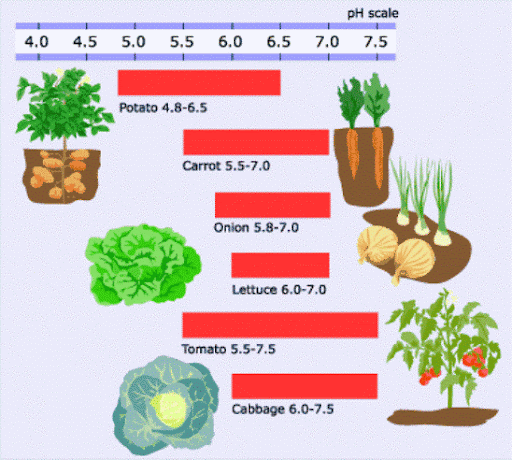 pH scale
4.0 4.5 5.0 5.5 6.0 6.5 7.0 7.5
Potato 4.8-6.5
Carrot 5.5-7.0
Onion 5.8-7.0
Lettuce 6.0-7.0
Tomato 5.5-7.5
Cabbage 6.0-7.5